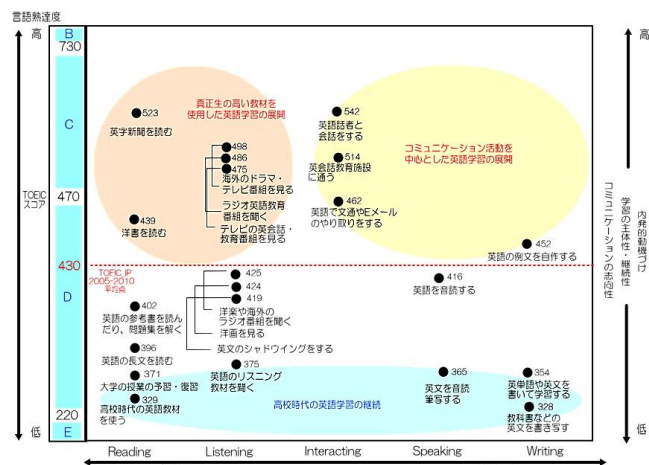 言語熟達度
高
B
730
C
470
TOEIC
スコア
430
D
220
E
低
真正生の高い教材を
使用した英語学習の展開
523
英字新聞を読む
498
486
475
海外のドラマ・
テレビ番組を見る
ラジオ英語教育
番組を聞く
テレビの英会話・
教育番組を見る
439
洋書を読む
542
英語話者と
会話をする
514
英会話教育施設
に通う
462
英語で文通やEメール
のやり取りをする
コミュニケーション活動を
中心とした英語学習の展開
452
英語の例文を自作する
TOEIC_IP
2005-2010
平均点
425
424
419
洋楽や海外の
ラジオ番組を聞く
洋画を見る
英文のシャドウイングをする
416
英語を音読する
402
英語の参考書を読ん
だり、問題集を解く
396
英語の長文を読む
371
大学の授業の予習・復習
329
高校時代の英語教材
を使う
375
英語のリスニング
教材を聞く
高校時代の英語学習の継続
365
英文を音読
筆写する
354
英単語や英文を
書いて学習する
328
教科書などの
英文を書き写す
Reading
Listening
Interacting
Speaking
Writing
高
内発的動機づけ
学習の主体性・継続性
コミュニケーションの志向性
低